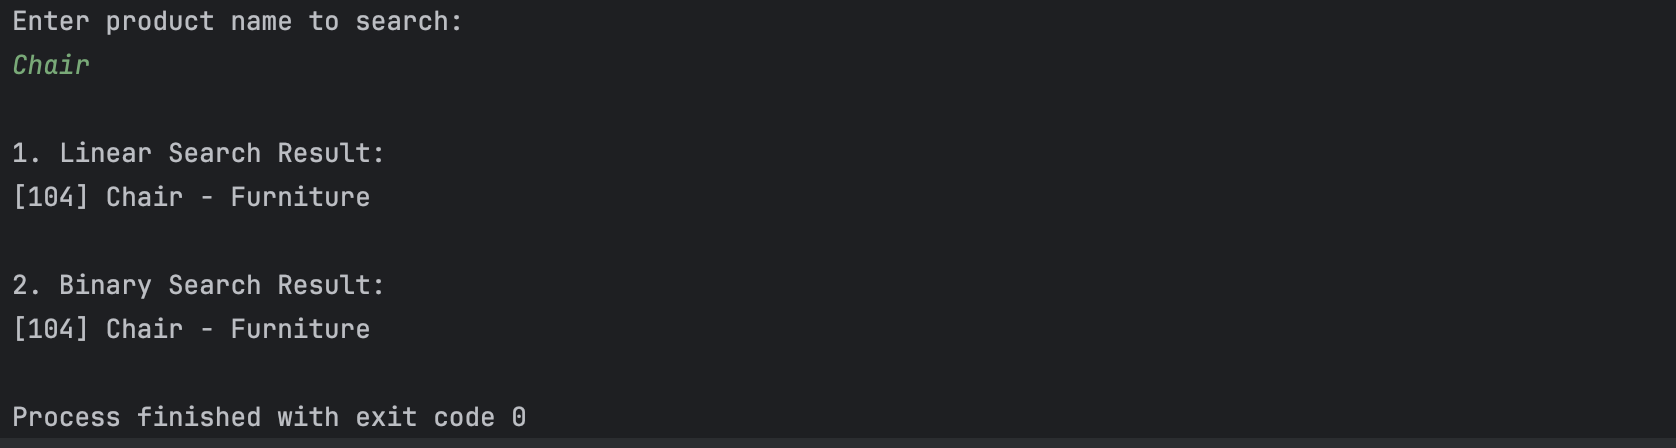 Enter product name to search:
Chair
1. Linear Search Result:
[104] Chair - Furniture
2. Binary Search Result:
[104] Chair - Furniture
Process finished with exit code 0